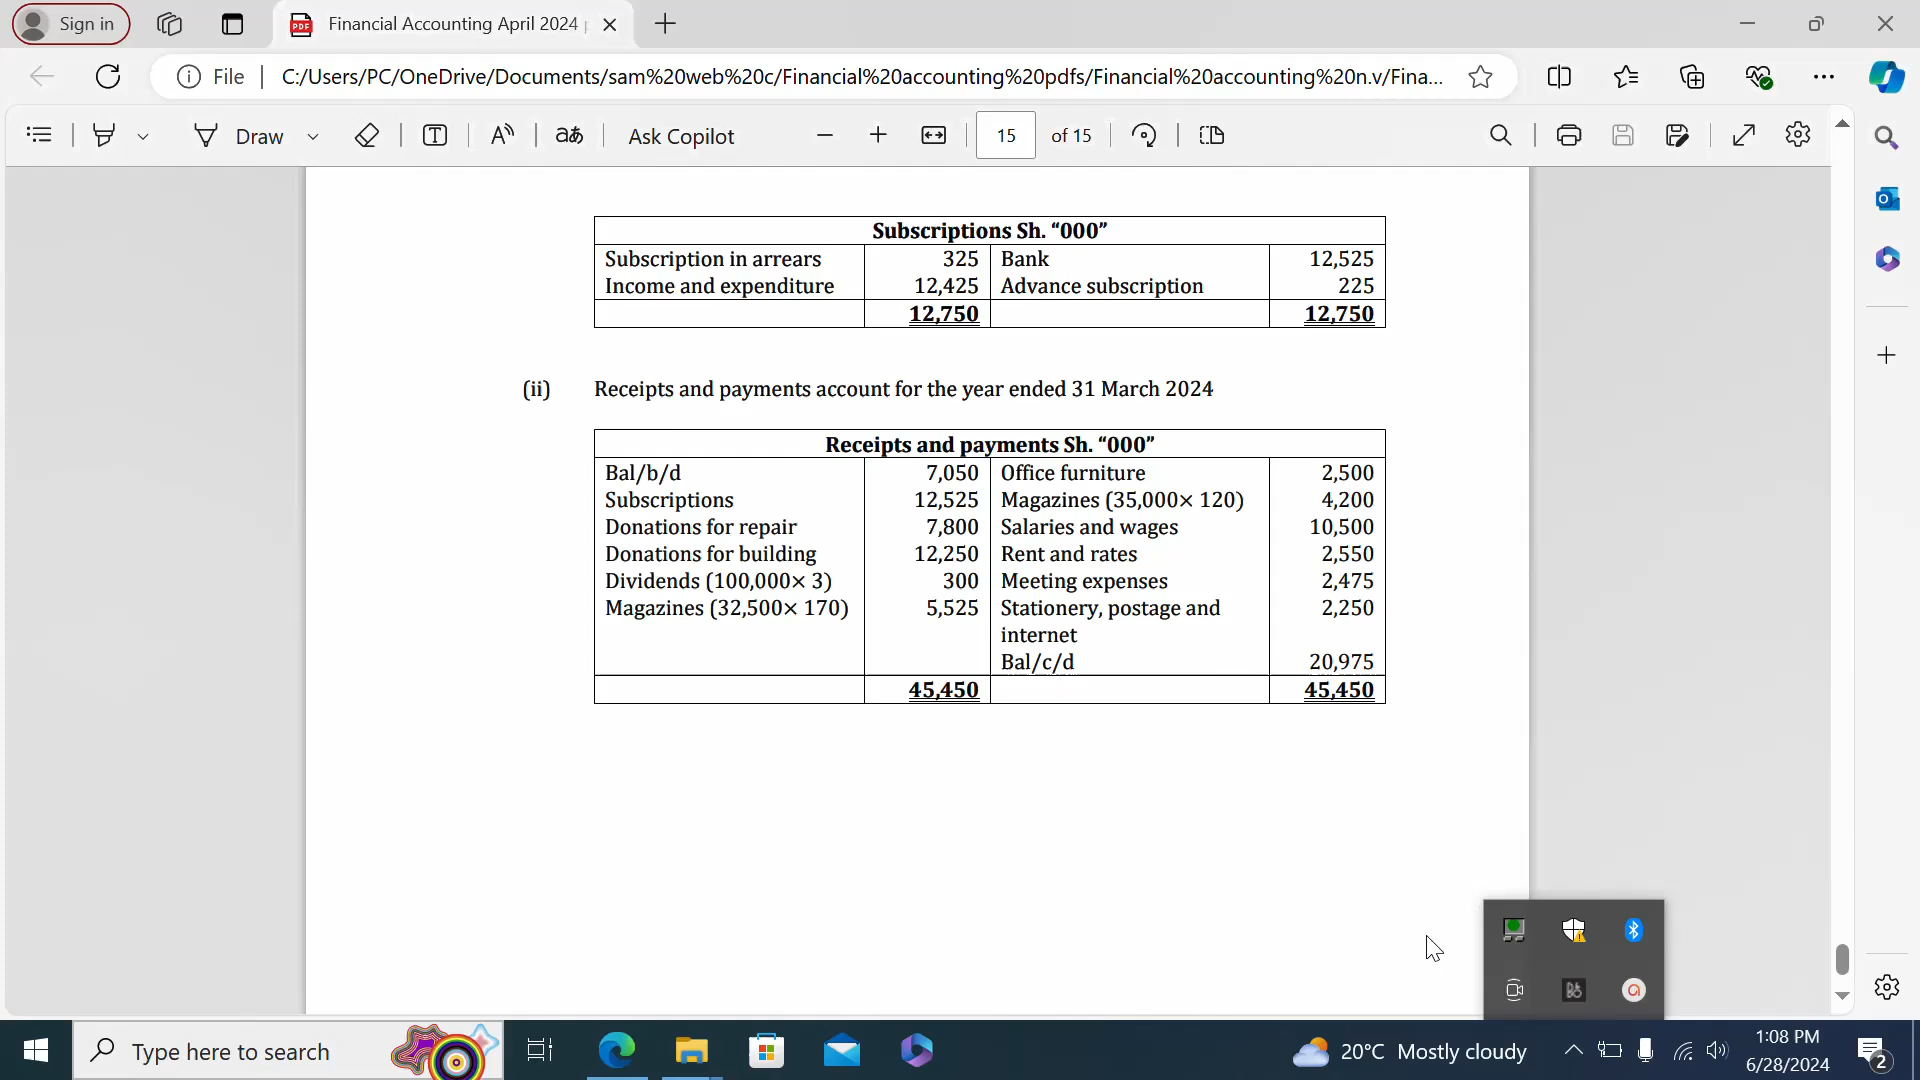 Sign in
Financial Accounting April 2024
File
C:/Users/PC/OneDrive/Documents/sam%20web%20c/Financial%20accounting%20pdfs/Financial%20accounting%20n.v/Fina...
Draw
Ask Copilot
15 of 15
Subscriptions Sh. “000”
Subscription in arrears 325 Bank 12,525
Income and expenditure 12,425 Advance subscription 225
12,750 12,750
(ii) Receipts and payments account for the year ended 31 March 2024
Receipts and payments Sh. “000”
Bal/b/d 7,050 Office furniture 2,500
Subscriptions 12,525 Magazines (35,000× 120) 4,200
Donations for repair 7,800 Salaries and wages 10,500
Donations for building 12,250 Rent and rates 2,550
Dividends (100,000× 3) 300 Meeting expenses 2,475
Magazines (32,500× 170) 5,525 Stationery, postage and 2,250
internet
Bal/c/d 20,975
45,450 45,450
Type here to search
20°C Mostly cloudy
1:08 PM
6/28/2024
2